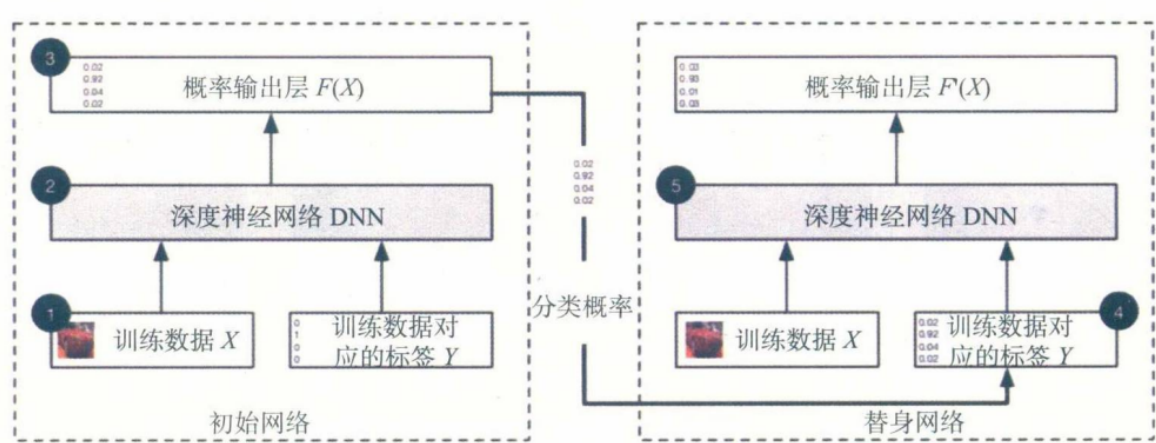 3
0.02
0.92
0.04
0.02
概率输出层 F(X)
2
深度神经网络 DNN
1
训练数据 X
0
1
0
0
训练数据对
应的标签 Y
初始网络
0.02
0.92
0.04
0.02
分类概率
0.03
0.93
0.01
0.03
概率输出层 F'(X)
5
深度神经网络 DNN
训练数据 X
4
0.02
0.92
0.04
0.02
训练数据对
应的标签 Y
替身网络